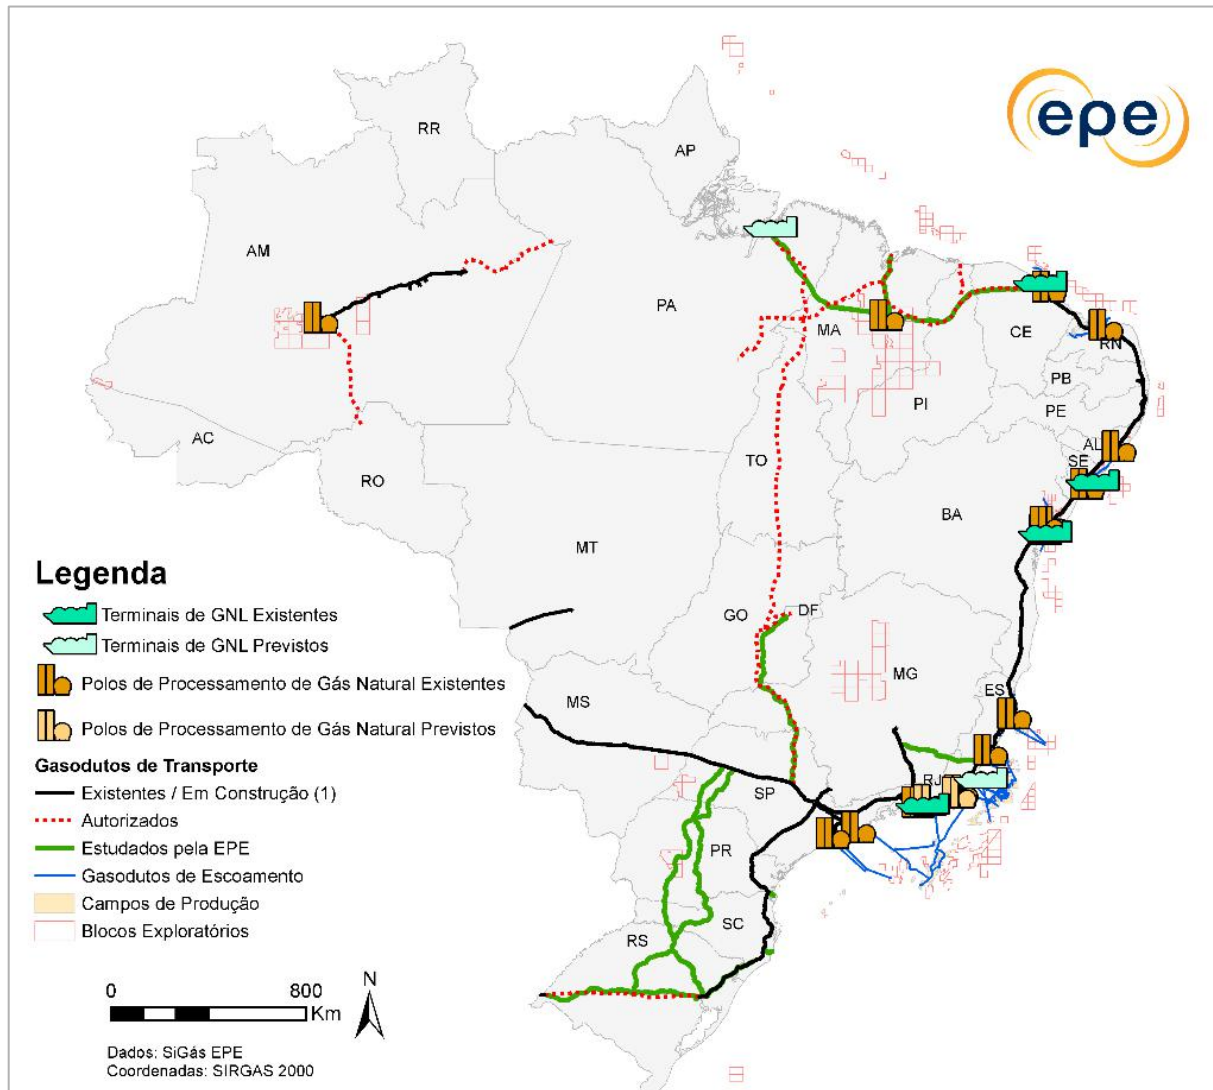 epe
RR
AP
AM
PA
MA
CE
RN
PB
PE
PI
AC
AL
SE
TO
RO
BA
MT
GO
DF
MG
MS
ES
RJ
SP
PR
SC
RS
Legenda
Terminais de GNL Existentes
Terminais de GNL Previstos
Polos de Processamento de Gás Natural Existentes
Polos de Processamento de Gás Natural Previstos
Gasodutos de Transporte
Existentes / Em Construção (1)
Autorizados
Estudados pela EPE
Gasodutos de Escoamento
Campos de Produção
Blocos Exploratórios
0 800
Km
N
Dados: SiGás EPE
Coordenadas: SIRGAS 2000